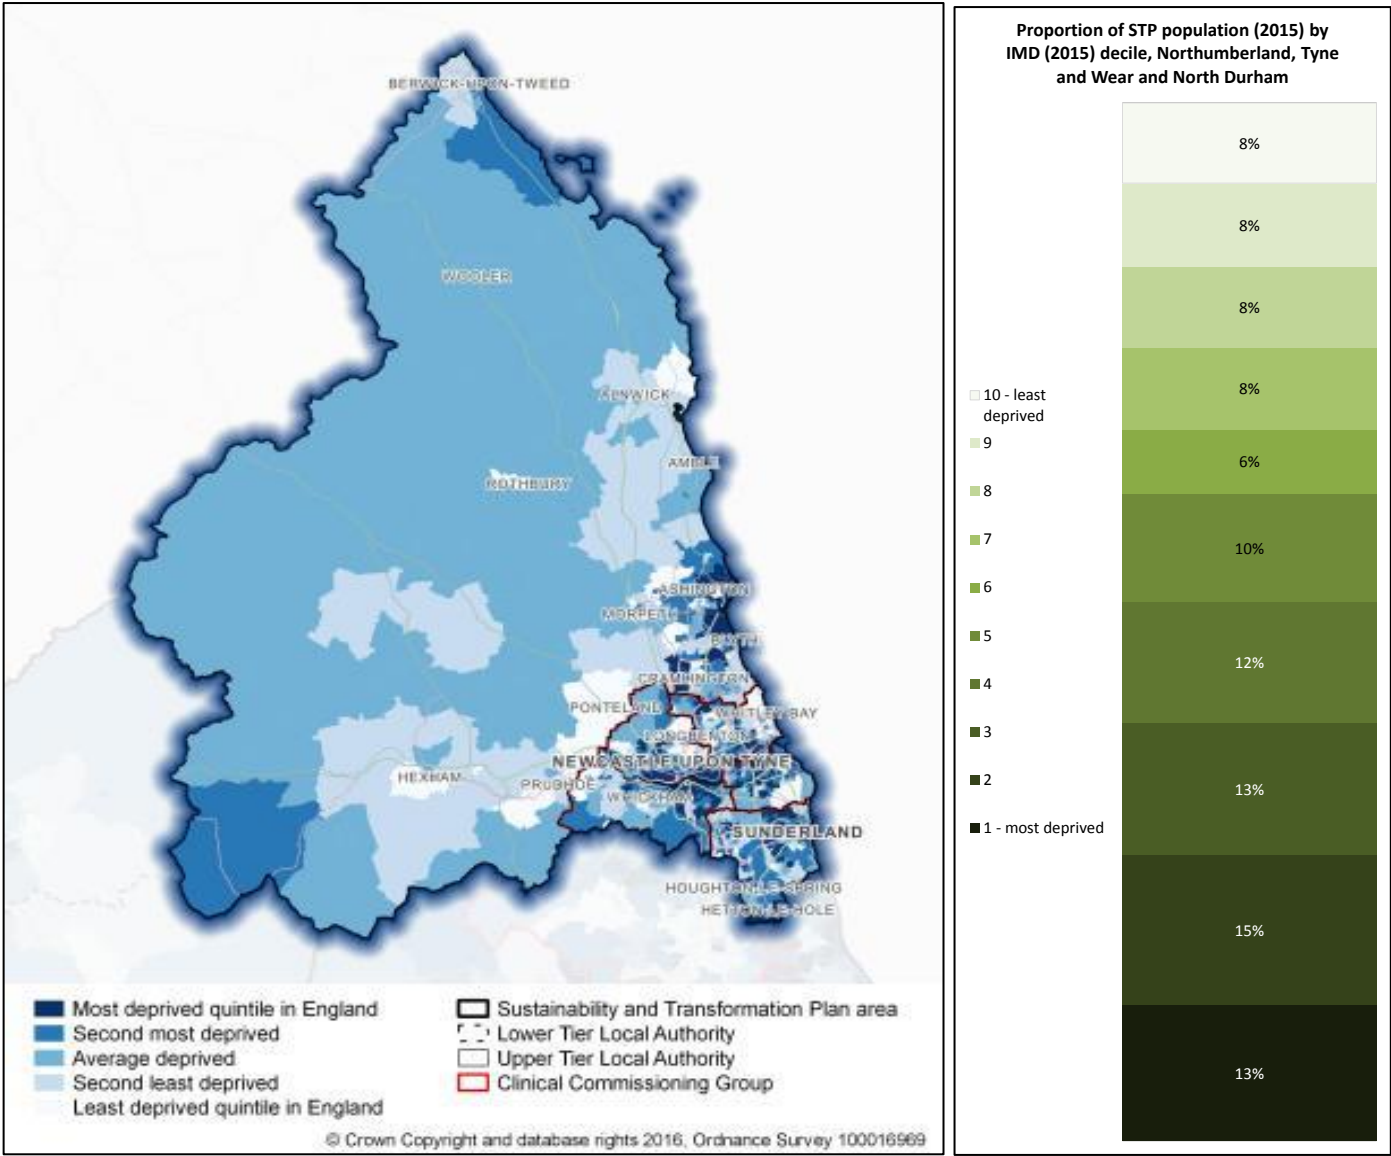 BERWICK-UPON-TWEED
WOOLER
ALNWICK
AMBLE
ROTHBURY
ASHINGTON
MORPETH
BLYTH
CRAMLINGTON
PONTELAND
WHITLEY BAY
LONGBENTON
NEWCASTLE UPON TYNE
HEXHAM
PRUDHOE
WHICKHAM
SUNDERLAND
HOUGHTON-LE-SPRING
HETTON-LE-HOLE
Most deprived quintile in England
Second most deprived
Average deprived
Second least deprived
Least deprived quintile in England
Sustainability and Transformation Plan area
Lower Tier Local Authority
Upper Tier Local Authority
Clinical Commissioning Group
© Crown Copyright and database rights 2016, Ordnance Survey 100016969
Proportion of STP population (2015) by
IMD (2015) decile, Northumberland, Tyne
and Wear and North Durham
10 - least
deprived
9
8
7
6
5
4
3
2
1 - most deprived
8%
8%
8%
8%
6%
10%
12%
13%
15%
13%